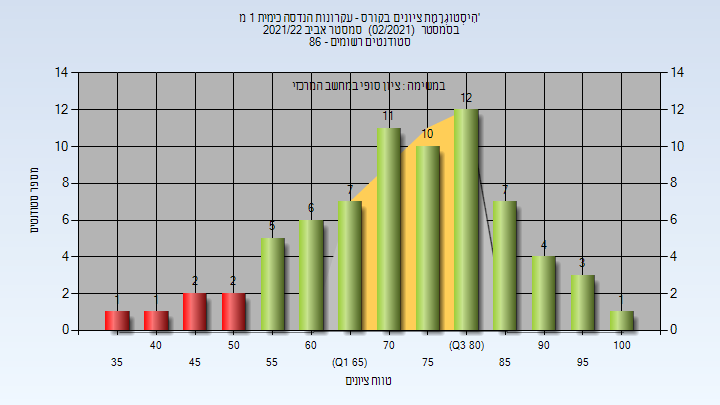 היסטוגרמת ציונים בקורס - עקרונות הנדסה כימית 1 מ'
בסמסטר (02/2021) סמסטר אביב 2021/22
סטודנטים רשומים - 86
במשימה : ציון סופי במחשב המרכזי
מספר סטודנטים
14 14
12 12
10 10
8 8
6 6
4 4
2 2
0 0
1 1 2 2 5 6 7 11 10 12 7 4 3 1
35 40 45 50 55 60 (Q1 65) 70 75 (Q3 80) 85 90 95 100
טווח ציונים